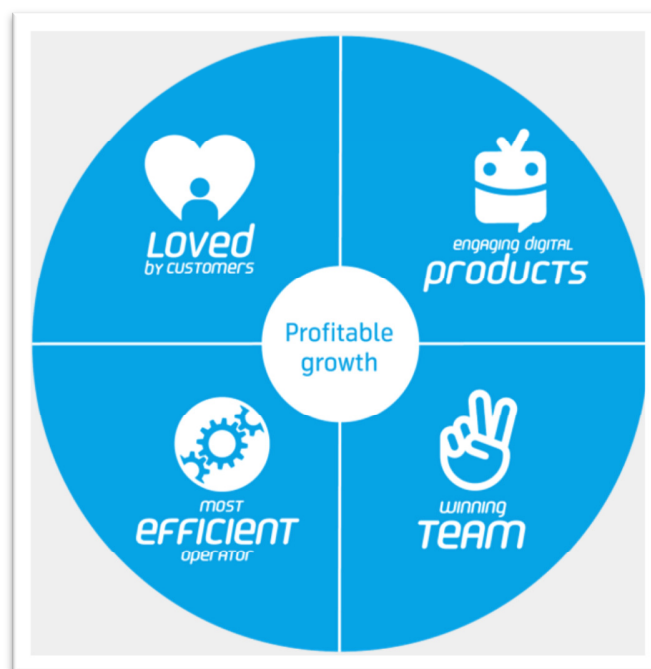 Loved
by customers
engaging digital
products
Profitable
growth
most
efficient
operator
winning
team